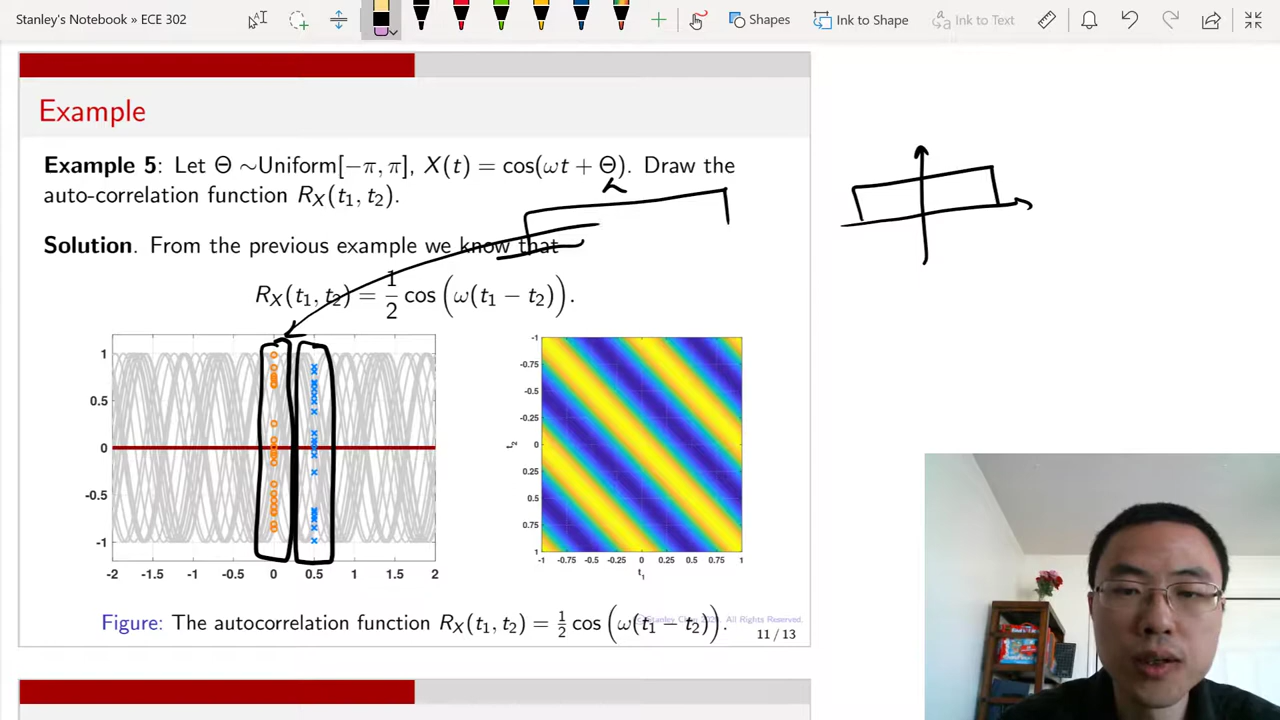 Stanley's Notebook » ECE 302
Shapes
Ink to Shape
Ink to Text
Example
Example 5: Let Θ ∼Uniform[−π, π], X(t) = cos(ωt + Θ). Draw the
auto-correlation function R_X(t₁, t₂).
Solution. From the previous example we know that
R_X(t₁, t₂) = 1/2 cos(ω(t₁ − t₂)).
1
0.5
0
-0.5
-1
-2 -1.5 -1 -0.5 0 0.5 1 1.5 2
-1
-0.75
-0.5
-0.25
0
0.25
0.5
0.75
1
t₂
-1 -0.75 -0.5 -0.25 0 0.25 0.5 0.75 1
t₁
Figure: The autocorrelation function R_X(t₁, t₂) = 1/2 cos(ω(t₁ − t₂)).
All Rights Reserved.
11 / 13